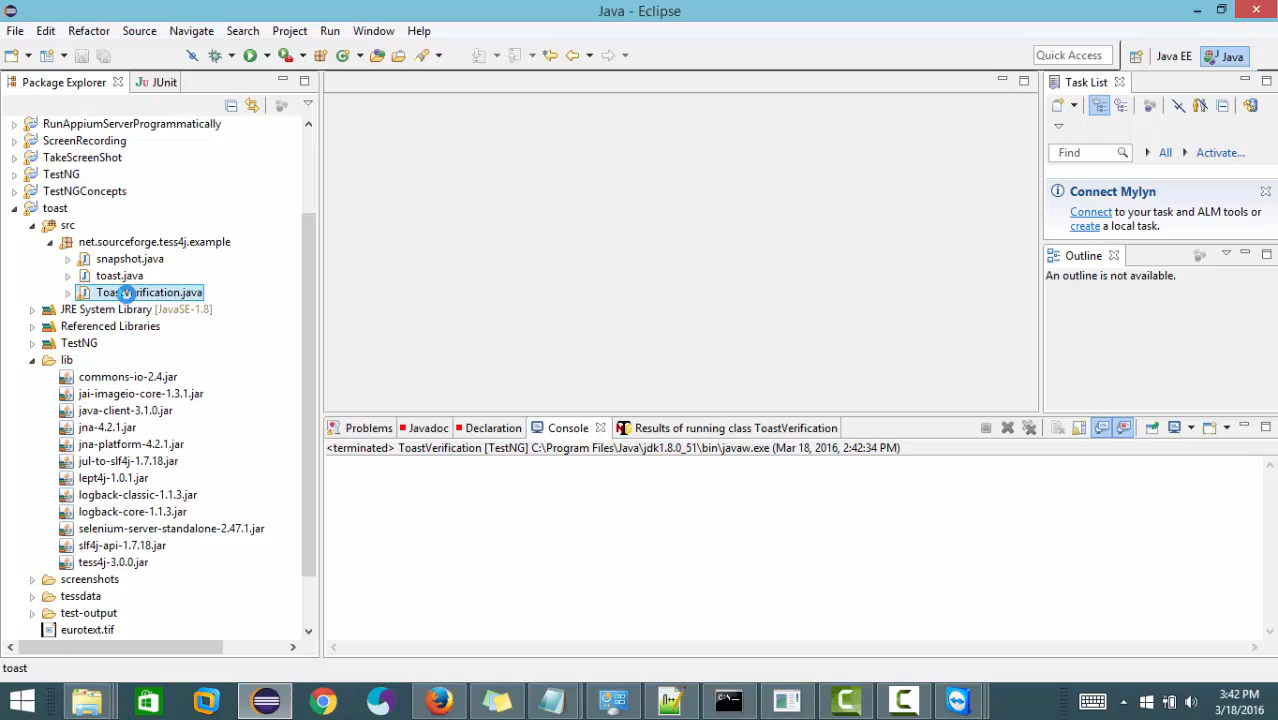 Java - Eclipse
File Edit Refactor Source Navigate Search Project Run Window Help
Quick Access
Java EE
Java
Package Explorer
JUnit
RunAppiumServerProgrammatically
ScreenRecording
TakeScreenShot
TestNG
TestNGConcepts
toast
src
net.sourceforge.tess4j.example
snapshot.java
toast.java
ToastVerification.java
JRE System Library [JavaSE-1.8]
Referenced Libraries
TestNG
lib
commons-io-2.4.jar
jai-imageio-core-1.3.1.jar
java-client-3.1.0.jar
jna-4.2.1.jar
jna-platform-4.2.1.jar
jul-to-slf4j-1.7.18.jar
lept4j-1.0.1.jar
logback-classic-1.1.3.jar
logback-core-1.1.3.jar
selenium-server-standalone-2.47.1.jar
slf4j-api-1.7.18.jar
tess4j-3.0.0.jar
screenshots
tessdata
test-output
eurotext.tif
Task List
Find
All
Activate...
Connect Mylyn
Connect to your task and ALM tools or
create a local task.
Outline
An outline is not available.
Problems
Javadoc
Declaration
Console
Results of running class ToastVerification
<terminated> ToastVerification [TestNG] C:\Program Files\Java\jdk1.8.0_51\bin\javaw.exe (Mar 18, 2016, 2:42:34 PM)
toast
3:42 PM
3/18/2016